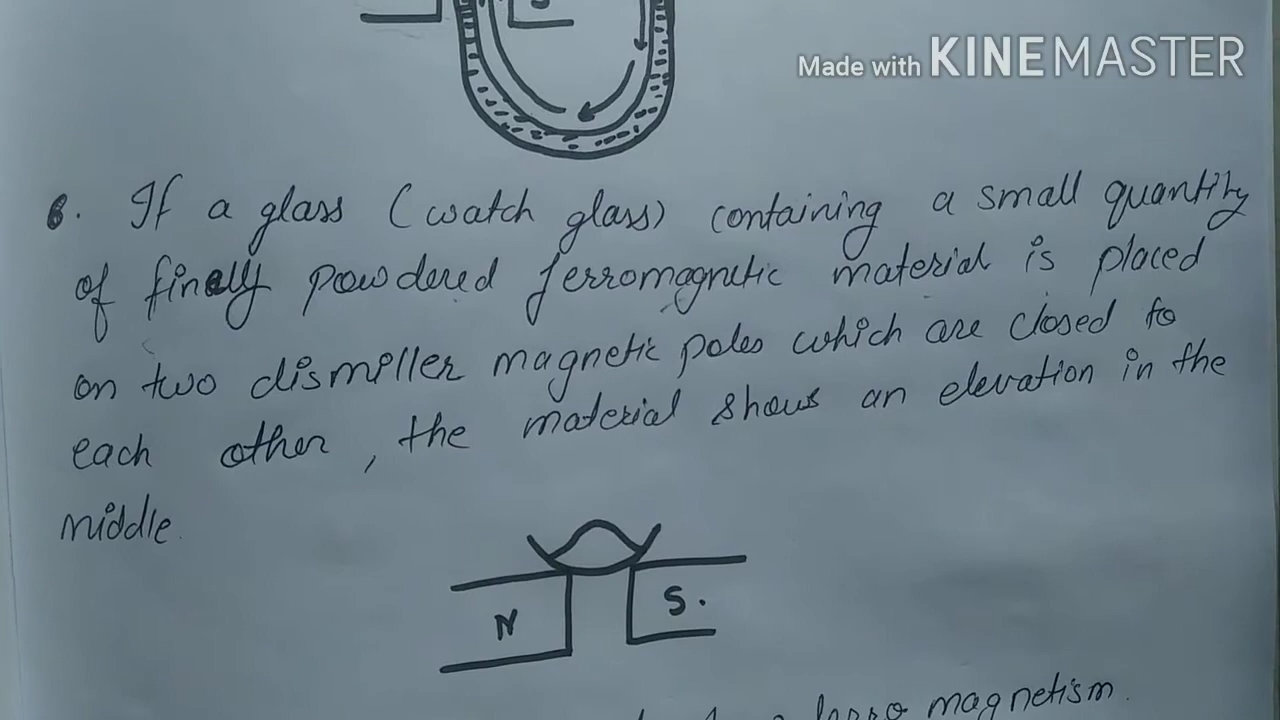 S
Made with KINEMASTER
6. If a glass (watch glass) containing a small quantity
of finelly powdered ferromagnetic material is placed
on two dismiller magnetic poles which are closed to
each other, the material shows an elevation in the
middle.
N S.
magnetism.